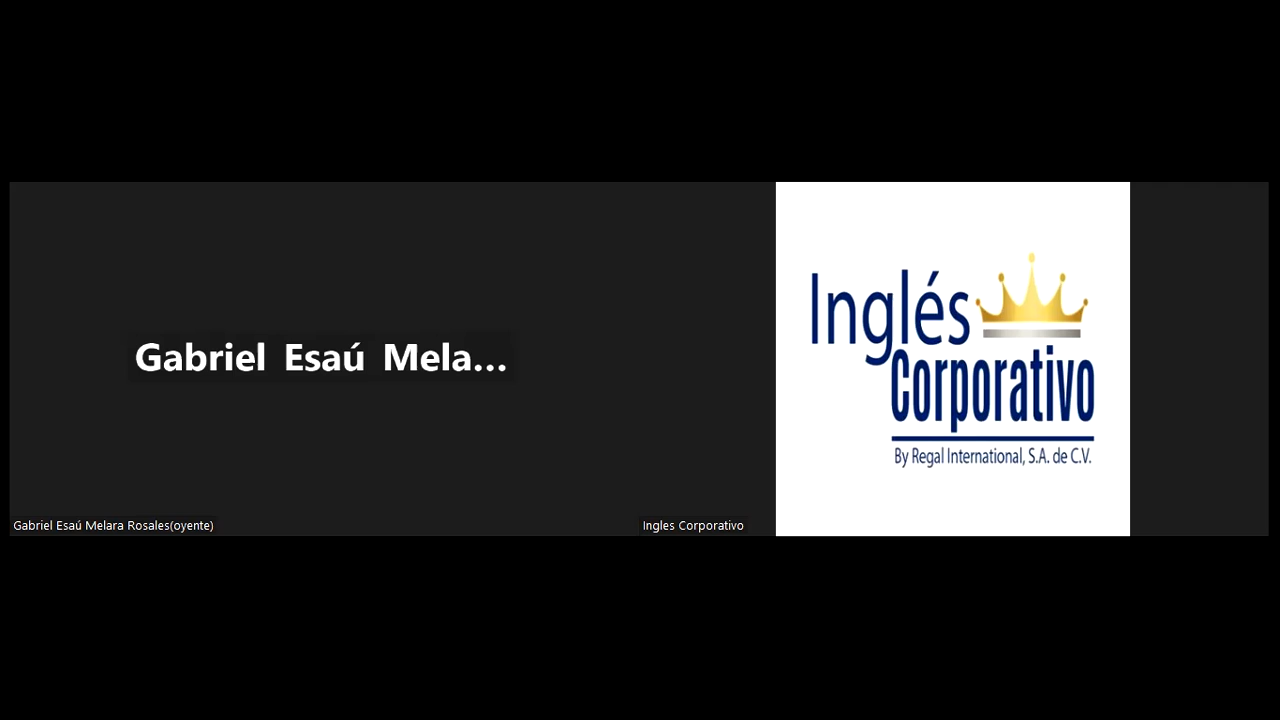 Gabriel Esaú Mela...
Gabriel Esaú Melara Rosales(oyente)
Inglés
Corporativo
By Regal International, S.A. de C.V.
Ingles Corporativo